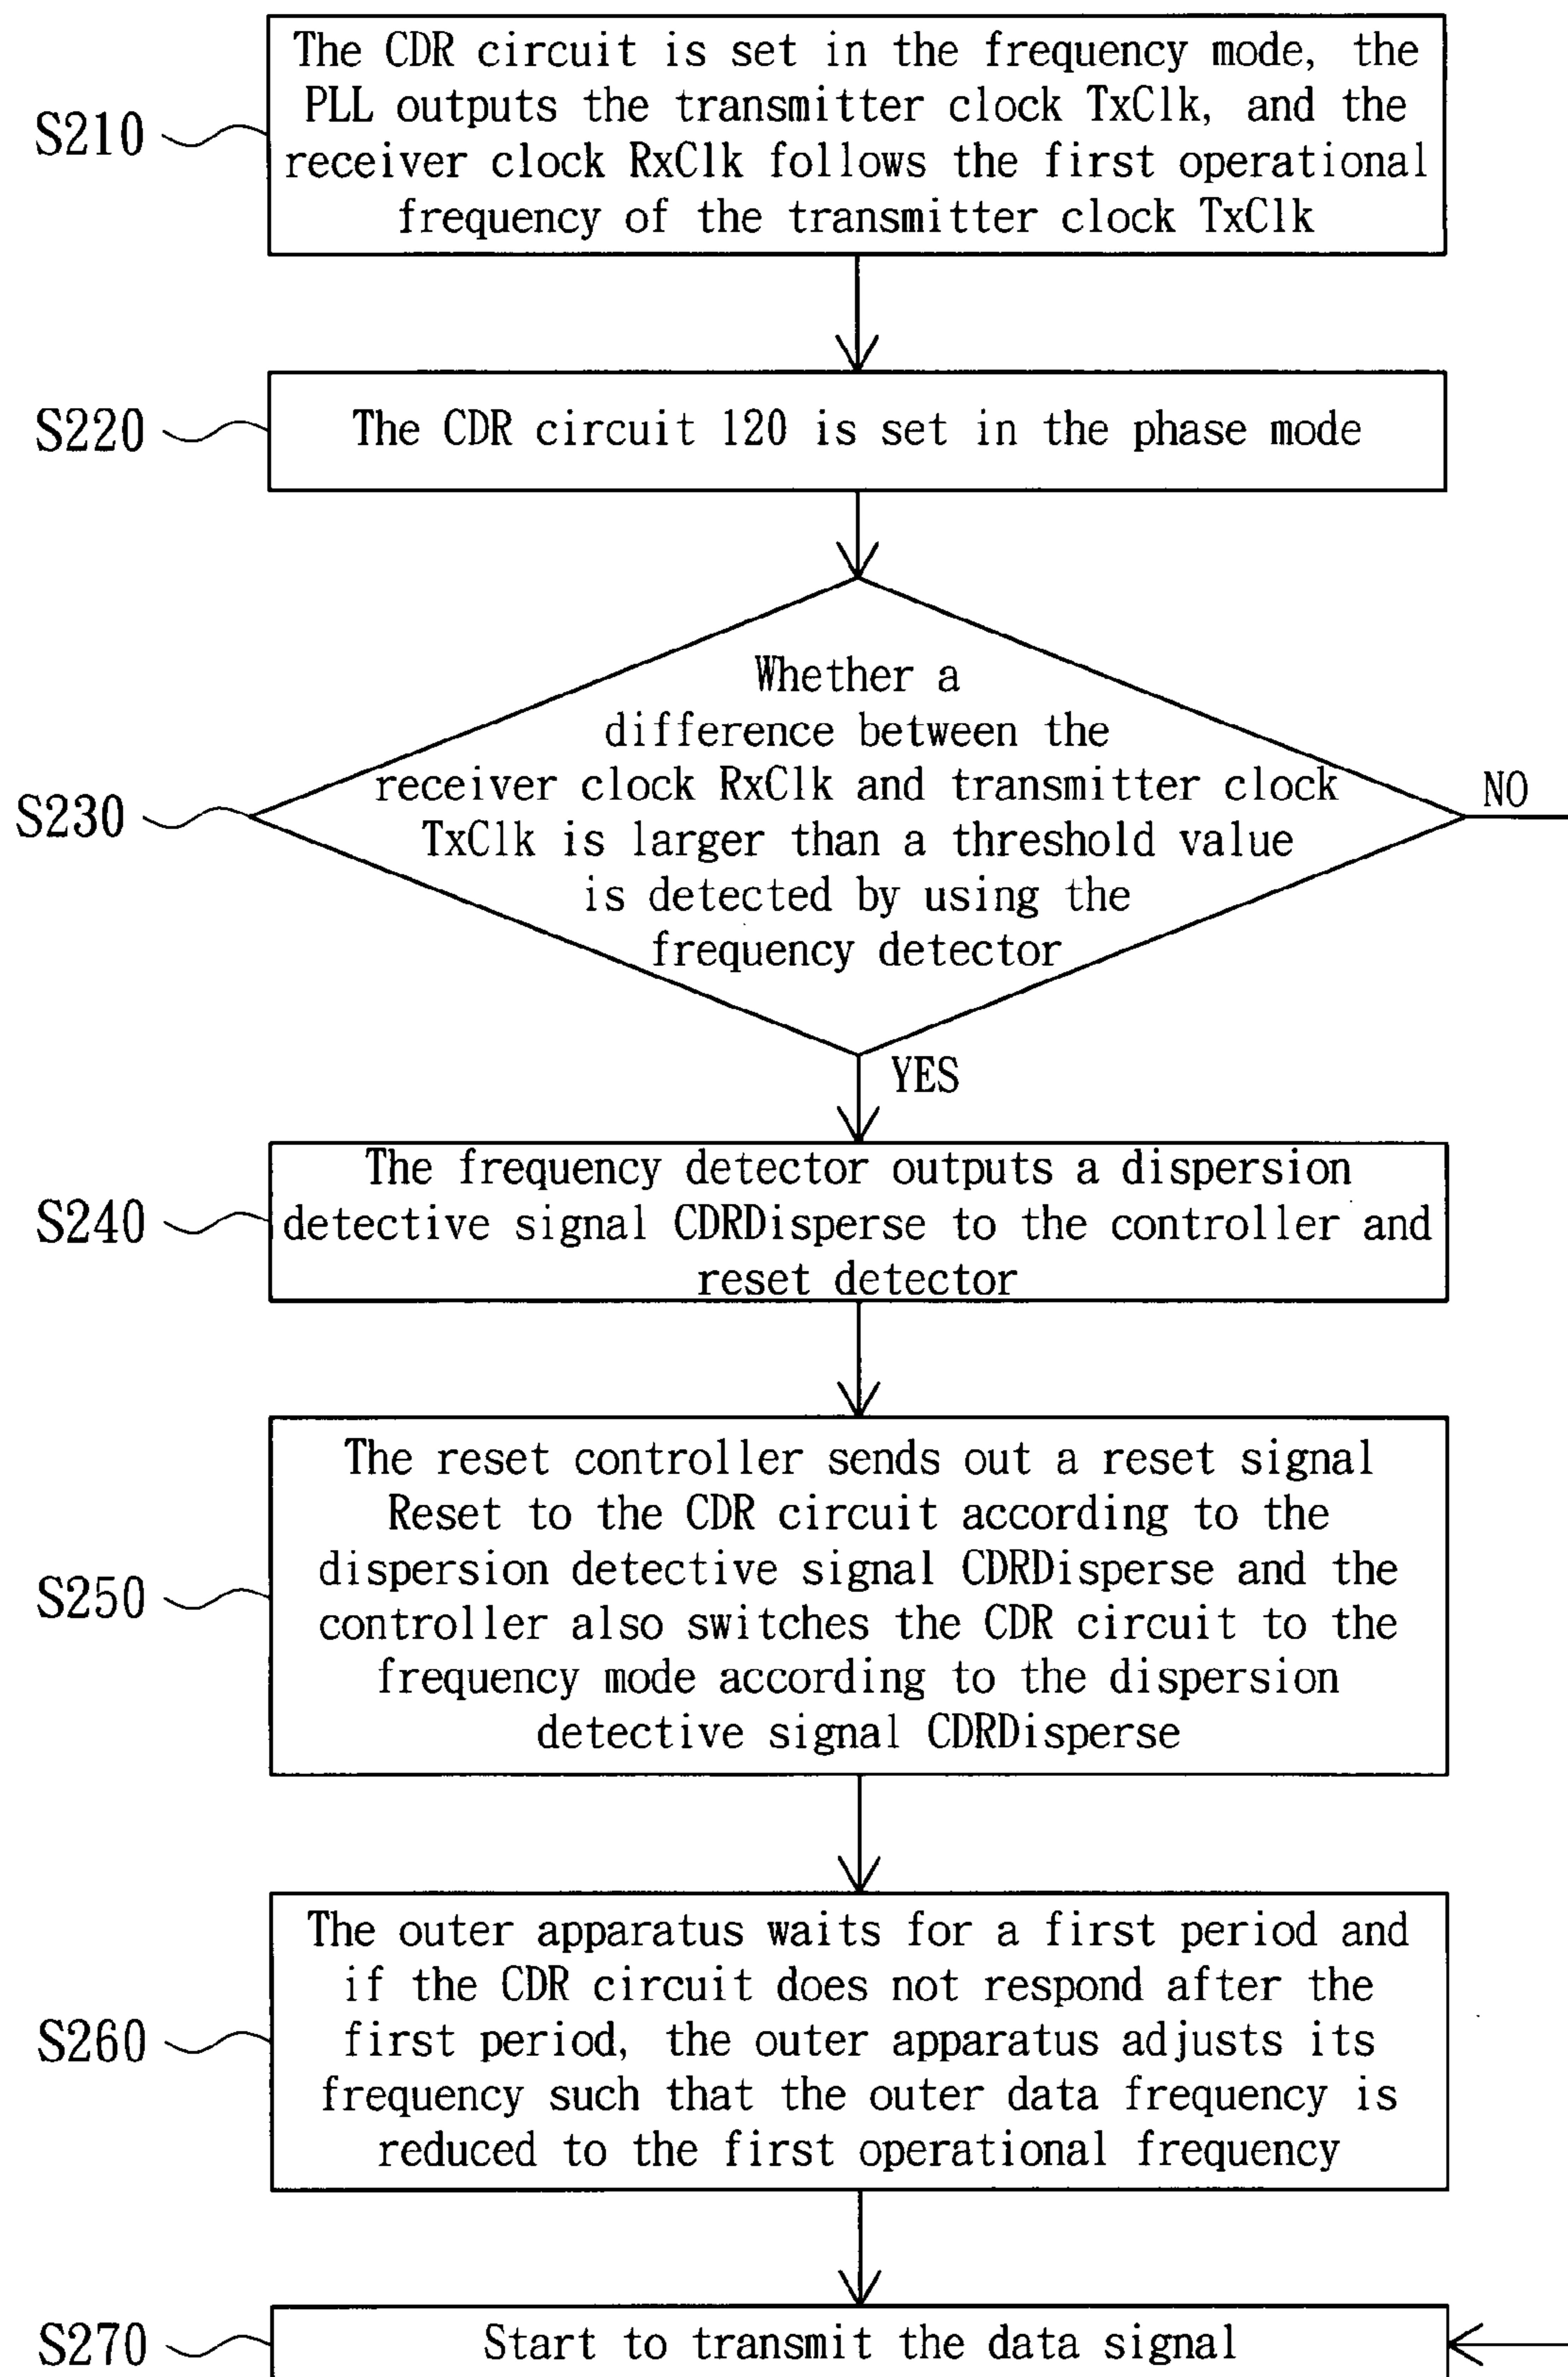 S210
The CDR circuit is set in the frequency mode, the
PLL outputs the transmitter clock TxClk, and the
receiver clock RxClk follows the first operational
frequency of the transmitter clock TxClk
S220
The CDR circuit 120 is set in the phase mode
S230
Whether a
difference between the
receiver clock RxClk and transmitter clock
TxClk is larger than a threshold value
is detected by using the
frequency detector
NO
YES
S240
The frequency detector outputs a dispersion
detective signal CDRDisperse to the controller and
reset detector
S250
The reset controller sends out a reset signal
Reset to the CDR circuit according to the
dispersion detective signal CDRDisperse and the
controller also switches the CDR circuit to the
frequency mode according to the dispersion
detective signal CDRDisperse
S260
The outer apparatus waits for a first period and
if the CDR circuit does not respond after the
first period, the outer apparatus adjusts its
frequency such that the outer data frequency is
reduced to the first operational frequency
S270
Start to transmit the data signal